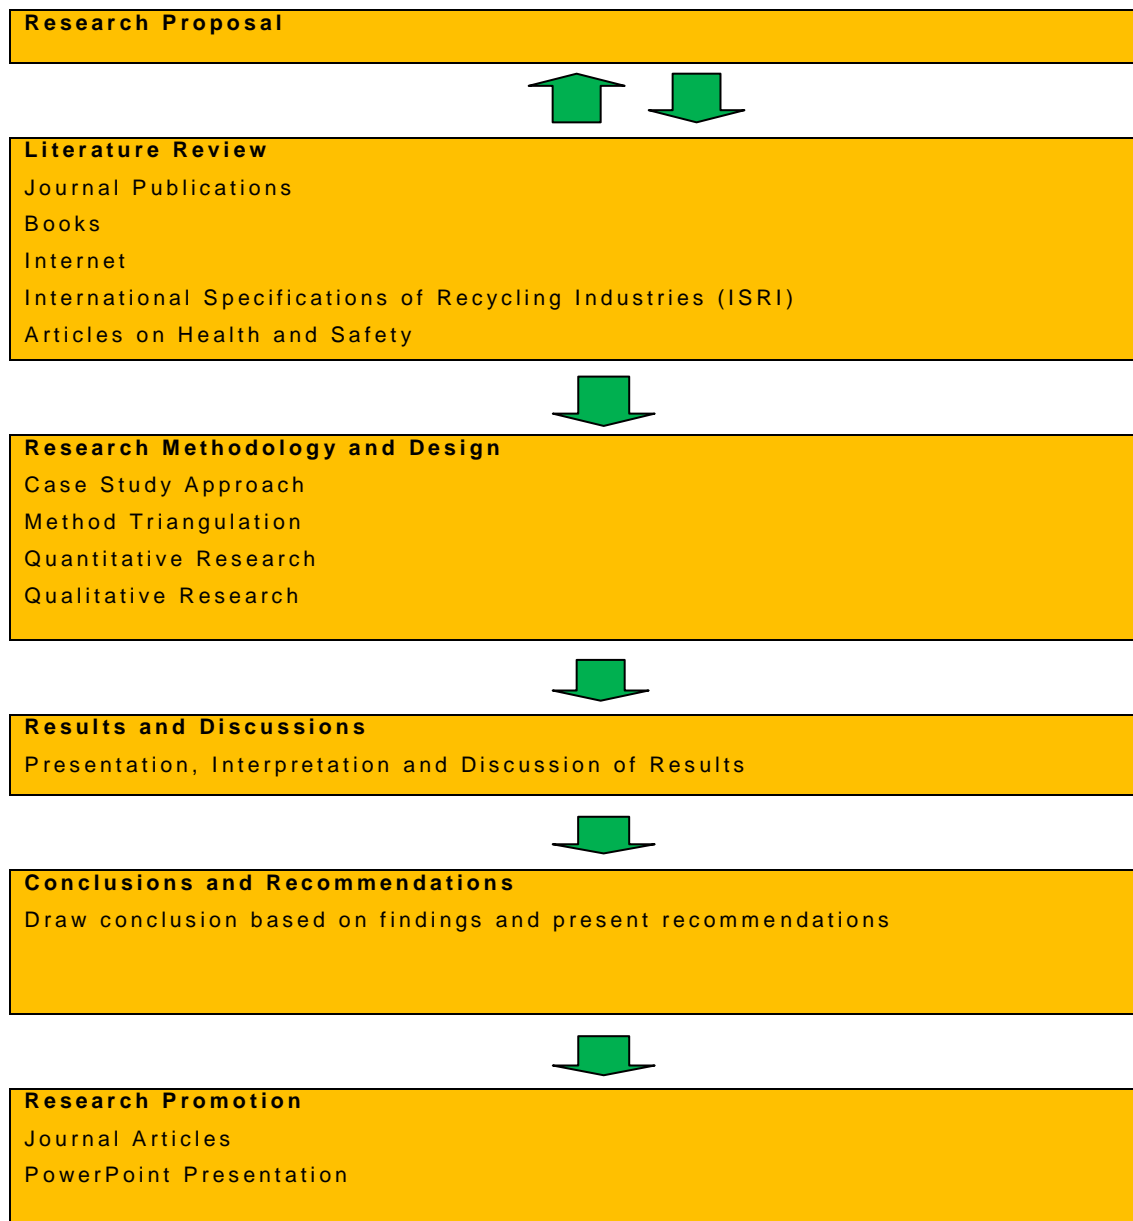 Research Proposal
Literature Review
Journal Publications
Books
Internet
International Specifications of Recycling Industries (ISRI)
Articles on Health and Safety
Research Methodology and Design
Case Study Approach
Method Triangulation
Quantitative Research
Qualitative Research
Results and Discussions
Presentation, Interpretation and Discussion of Results
Conclusions and Recommendations
Draw conclusion based on findings and present recommendations
Research Promotion
Journal Articles
PowerPoint Presentation